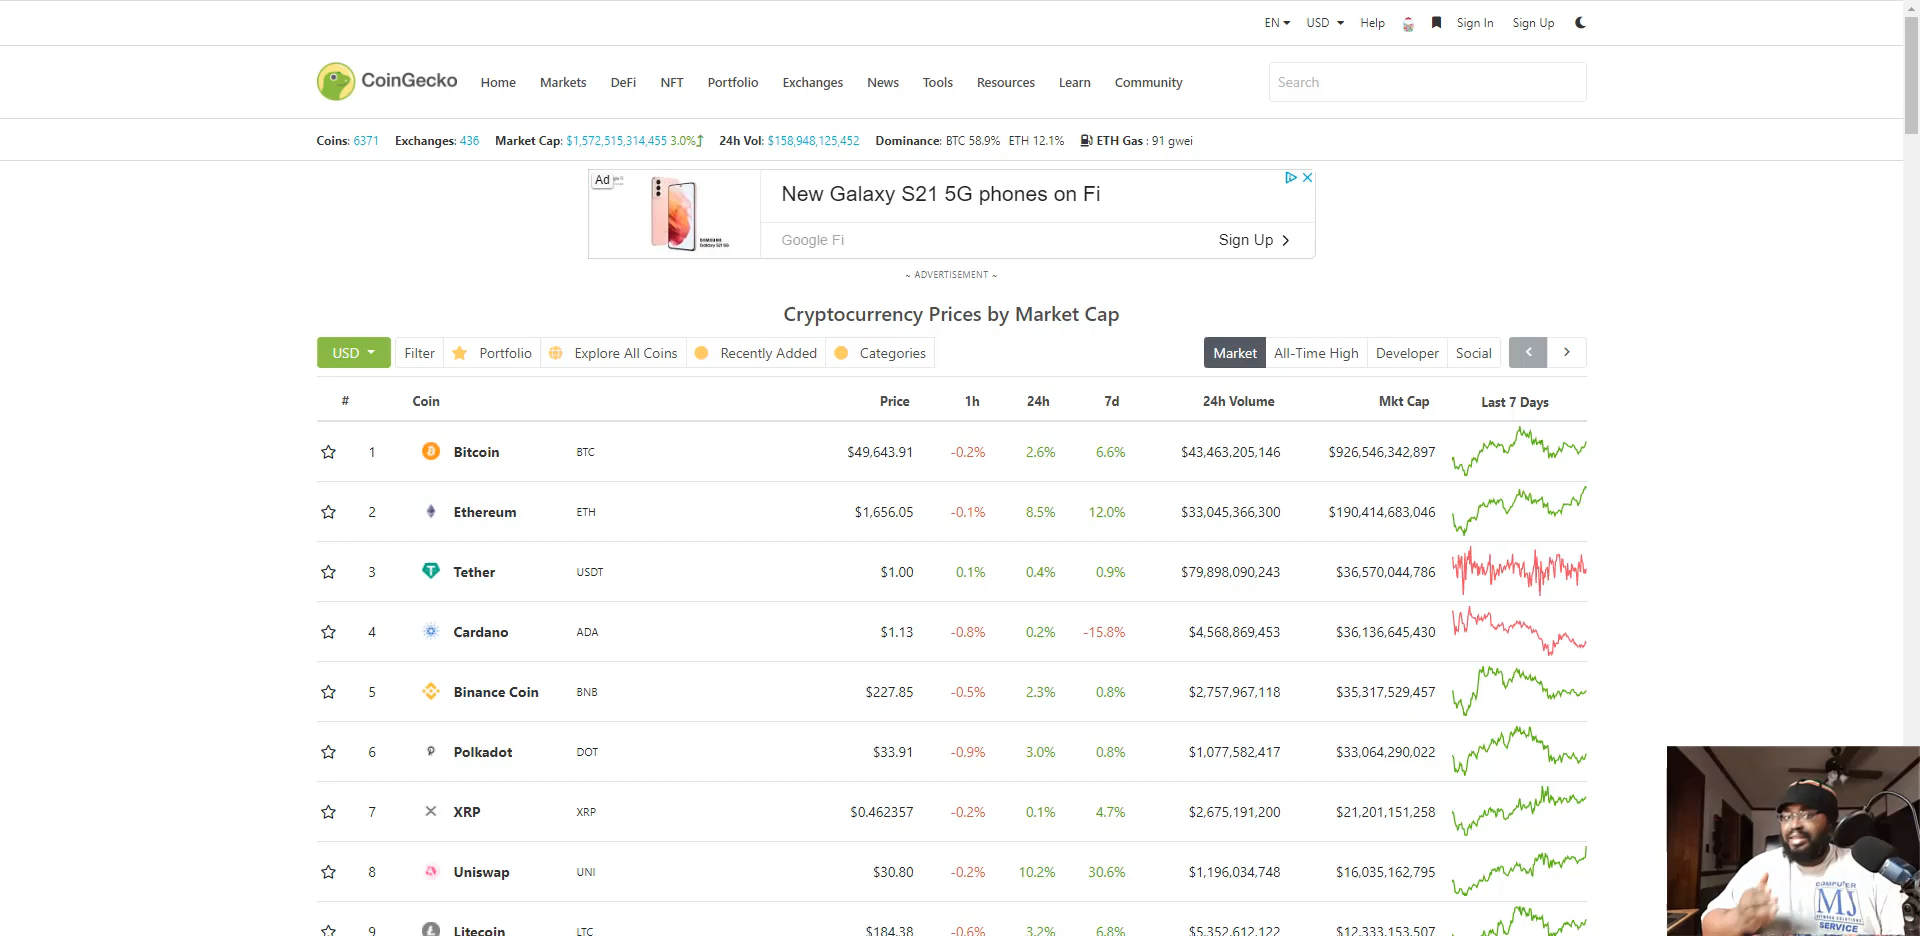 EN USD Help Sign In Sign Up
CoinGecko Home Markets DeFi NFT Portfolio Exchanges News Tools Resources Learn Community Search
Coins: 6371 Exchanges: 436 Market Cap: $1,572,515,314,455 3.0% 24h Vol: $158,948,125,452 Dominance: BTC 58.9% ETH 12.1% ETH Gas : 91 gwei
Ad
New Galaxy S21 5G phones on Fi
SAMSUNG
Galaxy S21 5G
Google Fi Sign Up
~ ADVERTISEMENT ~
Cryptocurrency Prices by Market Cap
USD Filter Portfolio Explore All Coins Recently Added Categories Market All-Time High Developer Social
# Coin Price 1h 24h 7d 24h Volume Mkt Cap Last 7 Days
1 Bitcoin BTC $49,643.91 -0.2% 2.6% 6.6% $43,463,205,146 $926,546,342,897
2 Ethereum ETH $1,656.05 -0.1% 8.5% 12.0% $33,045,366,300 $190,414,683,046
3 Tether USDT $1.00 0.1% 0.4% 0.9% $79,898,090,243 $36,570,044,786
4 Cardano ADA $1.13 -0.8% 0.2% -15.8% $4,568,869,453 $36,136,645,430
5 Binance Coin BNB $227.85 -0.5% 2.3% 0.8% $2,757,967,118 $35,317,529,457
6 Polkadot DOT $33.91 -0.9% 3.0% 0.8% $1,077,582,417 $33,064,290,022
7 XRP XRP $0.462357 -0.2% 0.1% 4.7% $2,675,191,200 $21,201,151,258
8 Uniswap UNI $30.80 -0.2% 10.2% 30.6% $1,196,034,748 $16,035,162,795
9 Litecoin LTC $184.38 -0.6% 3.2% 6.8% $5,352,612,122 $12,333,153,507
COMPUTER
MJ
NETWORK SOLUTIONS
SERVICE